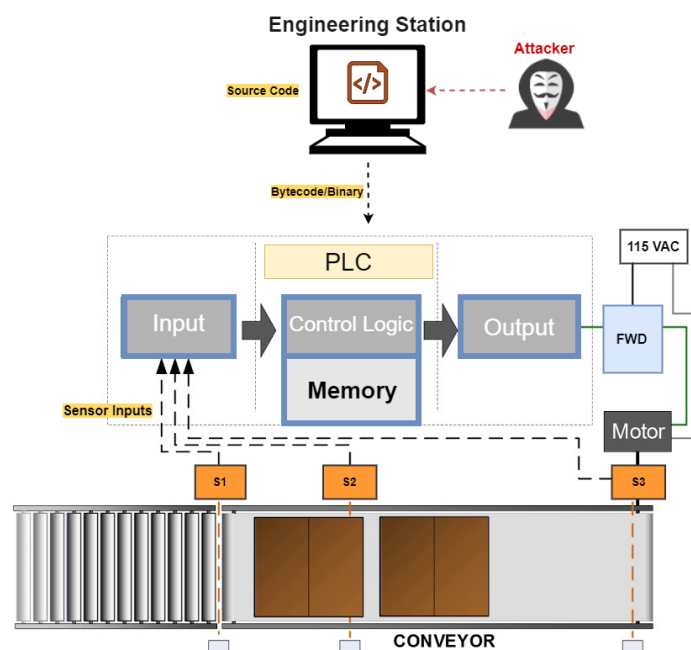 Engineering Station
Attacker
Source Code
</>
Bytecode/Binary
115 VAC
PLC
Input
Control Logic
Output
FWD
Memory
Sensor Inputs
Motor
S1
S2
S3
CONVEYOR